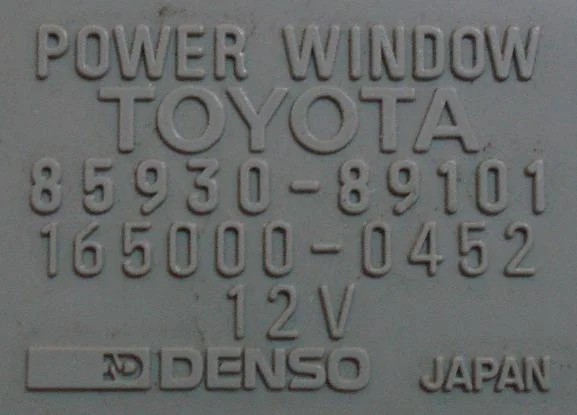 POWER WINDOW
TOYOTA
85930-89101
165000-0452
12V
ND DENSO JAPAN